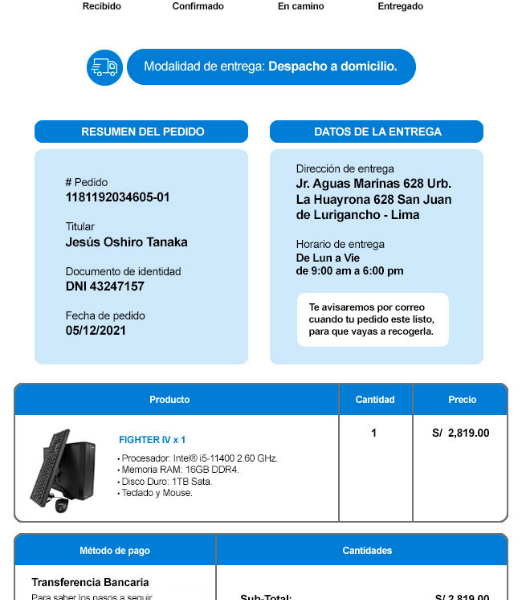 Recibido Confirmado En camino Entregado
Modalidad de entrega: Despacho a domicilio.
RESUMEN DEL PEDIDO
# Pedido
1181192034605-01
Titular
Jesús Oshiro Tanaka
Documento de identidad
DNI 43247157
Fecha de pedido
05/12/2021
DATOS DE LA ENTREGA
Dirección de entrega
Jr. Aguas Marinas 628 Urb.
La Huayrona 628 San Juan
de Lurigancho - Lima
Horario de entrega
De Lun a Vie
de 9:00 am a 6:00 pm
Te avisaremos por correo
cuando tu pedido este listo,
para que vayas a recogerla.
Producto Cantidad Precio
FIGHTER IV x 1 1 S/ 2,819.00
• Procesador: Intel® i5-11400 2.60 GHz.
• Memoria RAM: 16GB DDR4.
• Disco Duro: 1TB Sata.
• Teclado y Mouse.
Método de pago Cantidades
Transferencia Bancaria
Para saber los pasos a seguir
Sub-Total: S/ 2,819.00